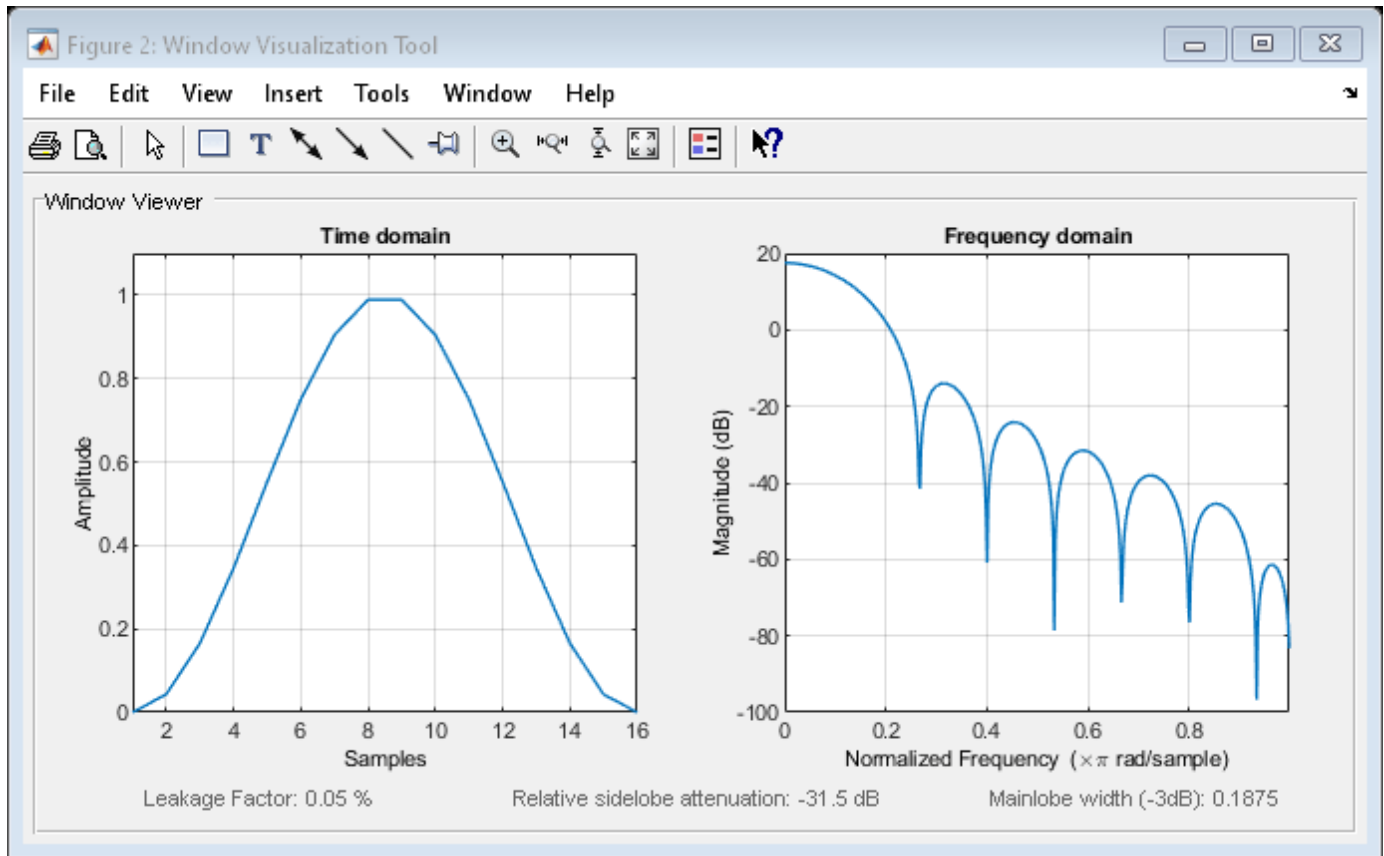 Figure 2: Window Visualization Tool
File Edit View Insert Tools Window Help
T
?
Window Viewer
Time domain
1
0.8
0.6
0.4
0.2
0
Amplitude
2 4 6 8 10 12 14 16
Samples
Frequency domain
20
0
-20
-40
-60
-80
-100
Magnitude (dB)
0 0.2 0.4 0.6 0.8
Normalized Frequency (×π rad/sample)
Leakage Factor: 0.05 % Relative sidelobe attenuation: -31.5 dB Mainlobe width (-3dB): 0.1875